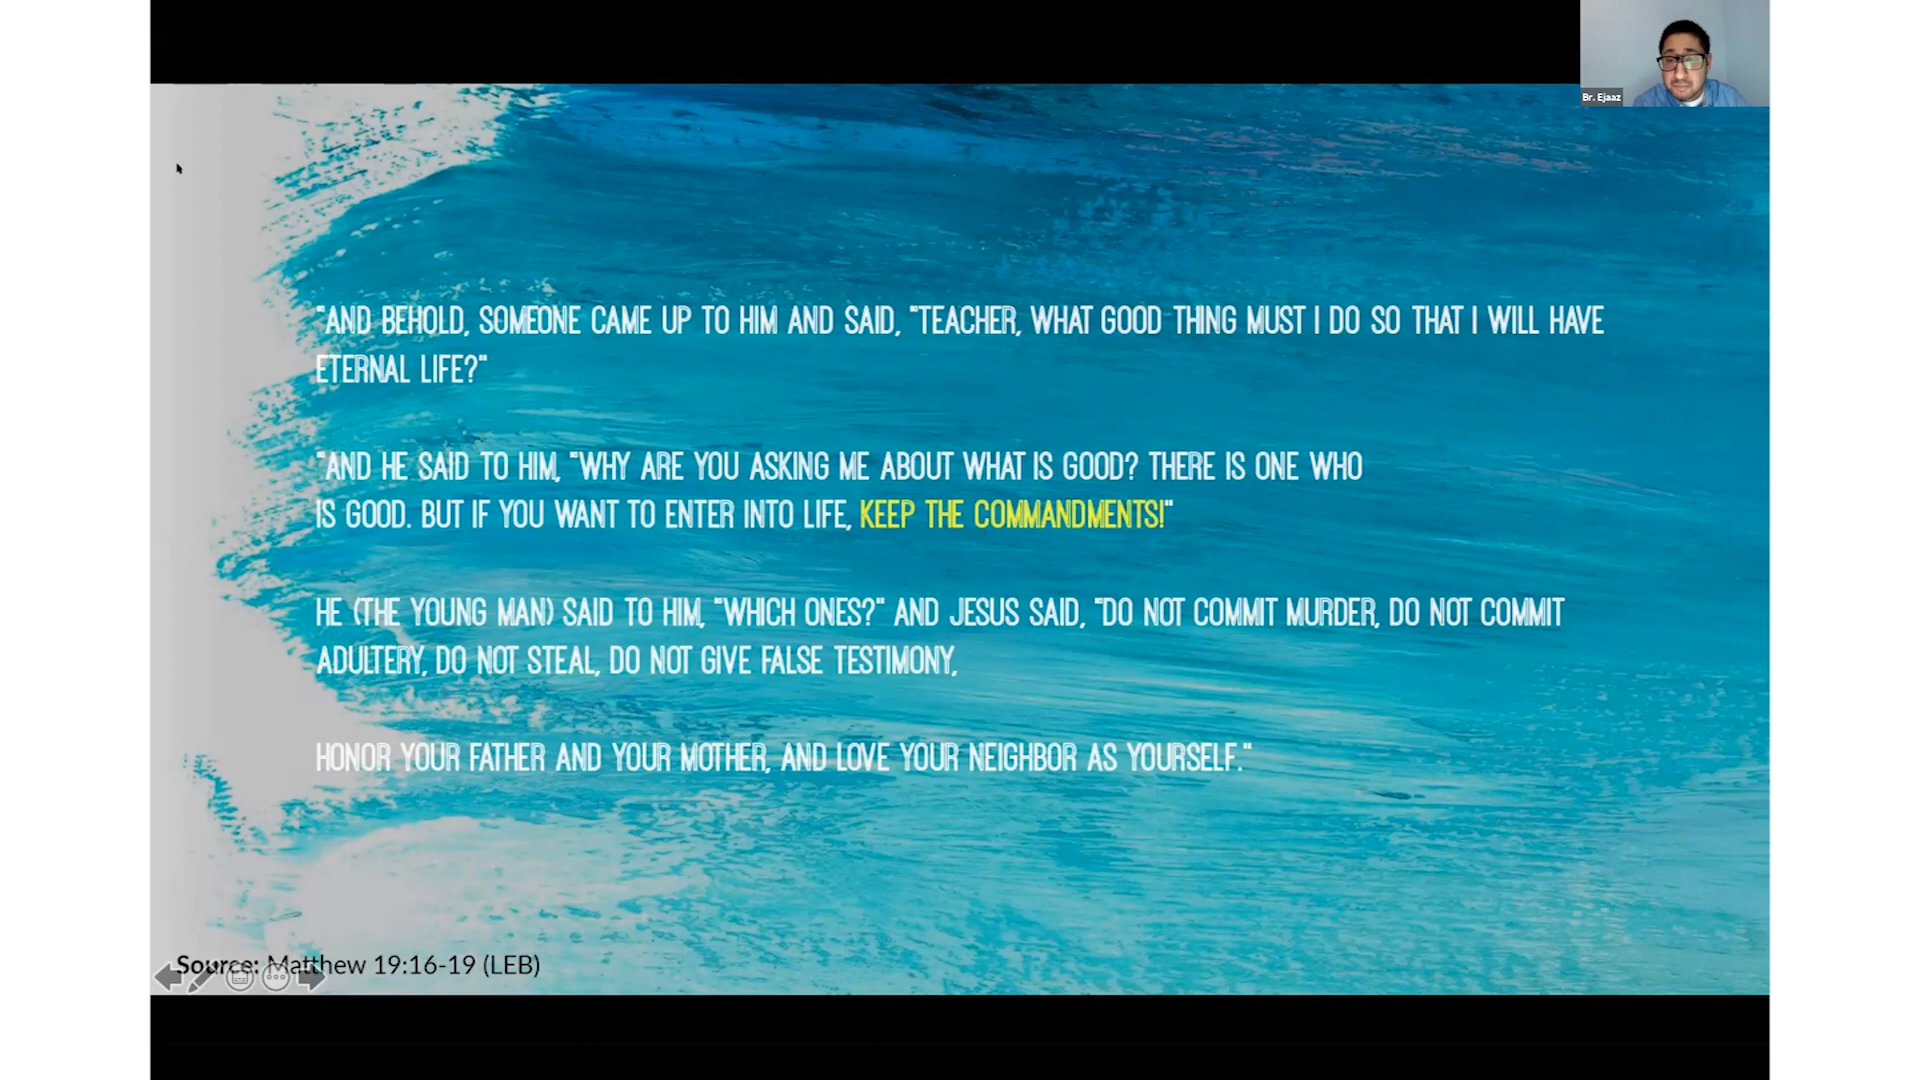 Br. Ejaaz
"AND BEHOLD, SOMEONE CAME UP TO HIM AND SAID, "TEACHER, WHAT GOOD THING MUST I DO SO THAT I WILL HAVE
ETERNAL LIFE?"
"AND HE SAID TO HIM, "WHY ARE YOU ASKING ME ABOUT WHAT IS GOOD? THERE IS ONE WHO
IS GOOD. BUT IF YOU WANT TO ENTER INTO LIFE, KEEP THE COMMANDMENTS!"
HE (THE YOUNG MAN) SAID TO HIM, "WHICH ONES?" AND JESUS SAID, "DO NOT COMMIT MURDER, DO NOT COMMIT
ADULTERY, DO NOT STEAL, DO NOT GIVE FALSE TESTIMONY,
HONOR YOUR FATHER AND YOUR MOTHER, AND LOVE YOUR NEIGHBOR AS YOURSELF."
Source: Matthew 19:16-19 (LEB)